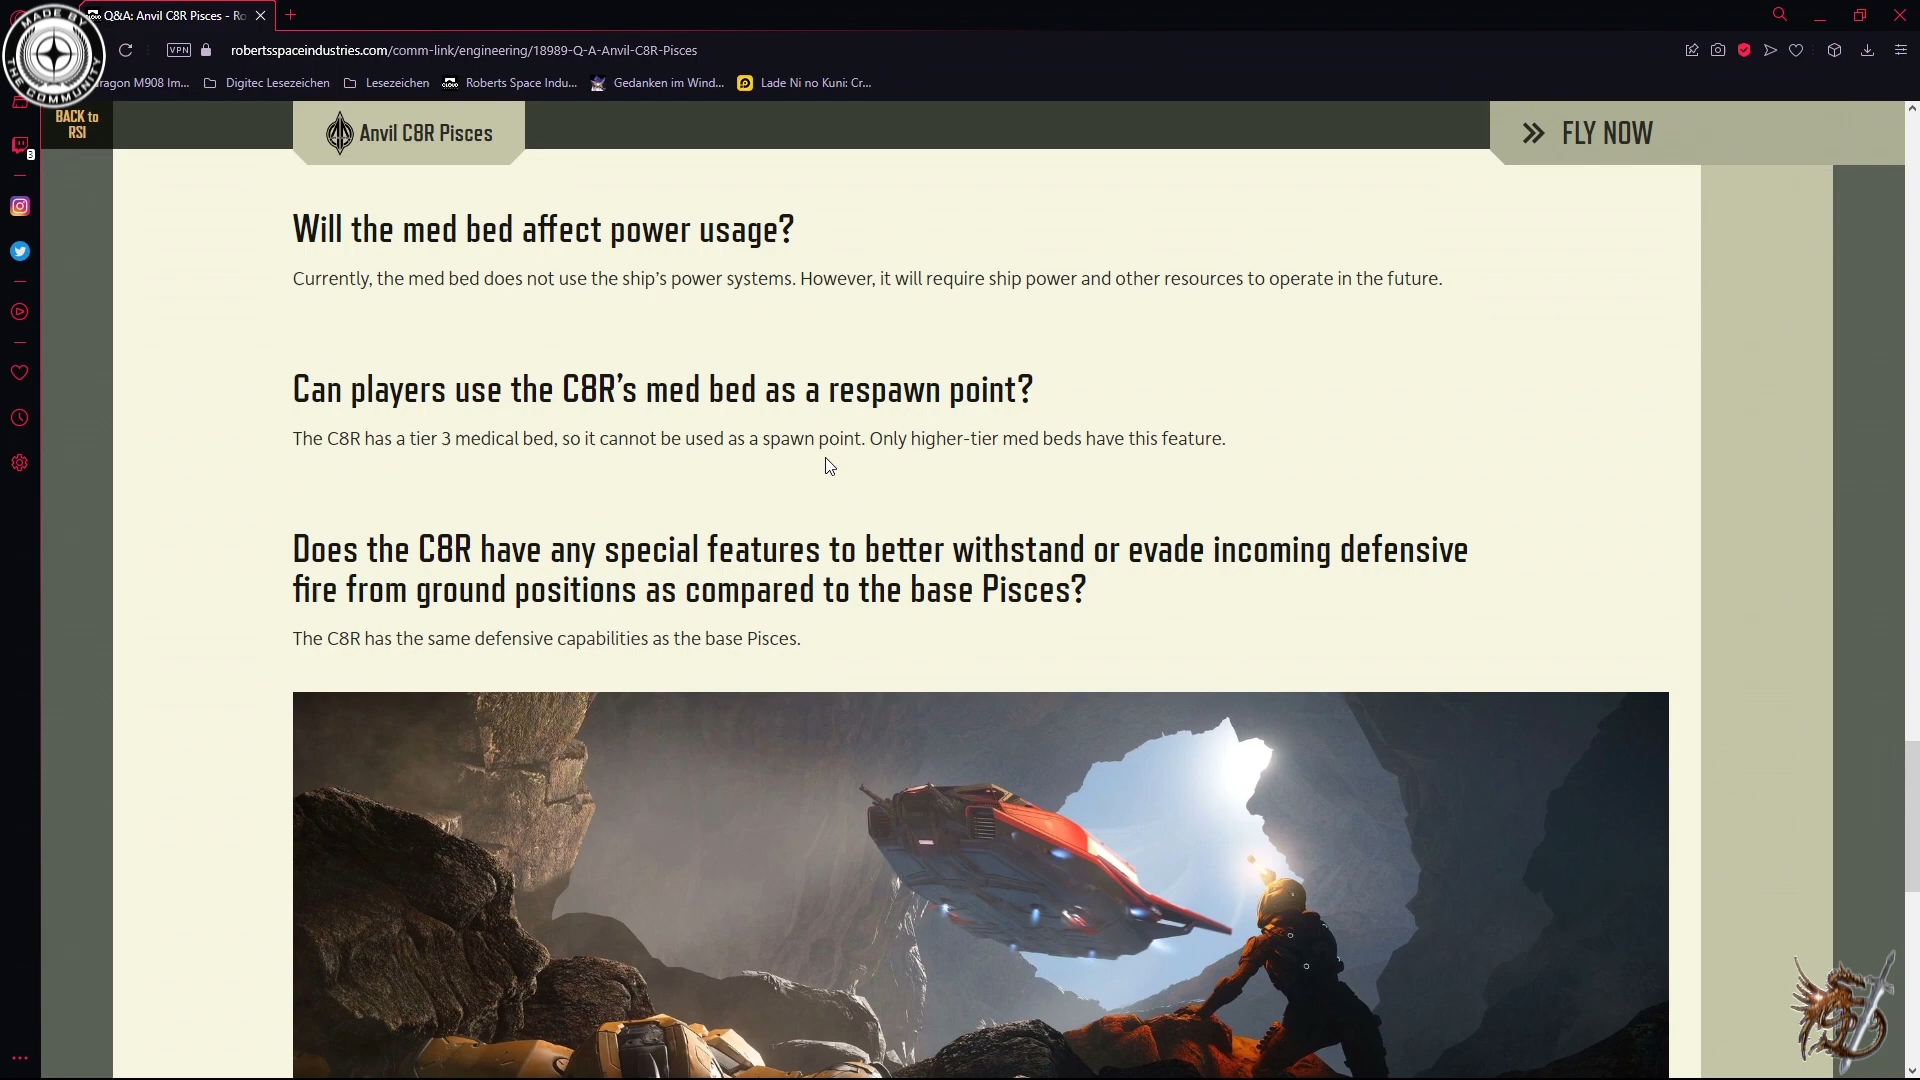 MADE BY
THE COMMUNITY
Q&A: Anvil C8R Pisces - Ro
VPN
robertsspaceindustries.com/comm-link/engineering/18989-Q-A-Anvil-C8R-Pisces
ragon M908 Im...
Digitec Lesezeichen
Lesezeichen
Roberts Space Indu...
Gedanken im Wind...
Lade Ni no Kuni: Cr...
BACK to
RSI
Anvil C8R Pisces
FLY NOW
3
Will the med bed affect power usage?
Currently, the med bed does not use the ship’s power systems. However, it will require ship power and other resources to operate in the future.
Can players use the C8R’s med bed as a respawn point?
The C8R has a tier 3 medical bed, so it cannot be used as a spawn point. Only higher-tier med beds have this feature.
Does the C8R have any special features to better withstand or evade incoming defensive
fire from ground positions as compared to the base Pisces?
The C8R has the same defensive capabilities as the base Pisces.